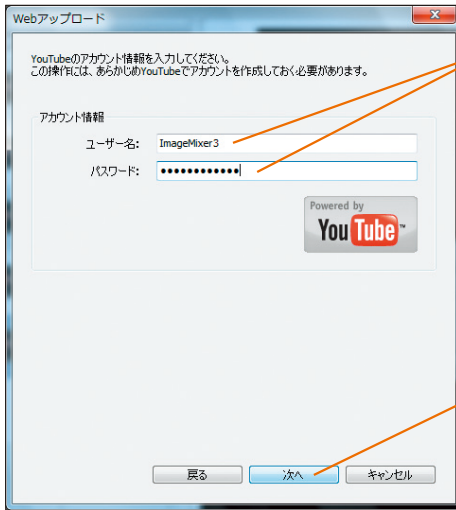 Webアップロード
YouTubeのアカウント情報を入力してください。
この操作には、あらかじめYouTubeでアカウントを作成しておく必要があります。
アカウント情報
ユーザー名: ImageMixer3
パスワード: ●●●●●●●●●●●●
Powered by
YouTube™
戻る 次へ キャンセル